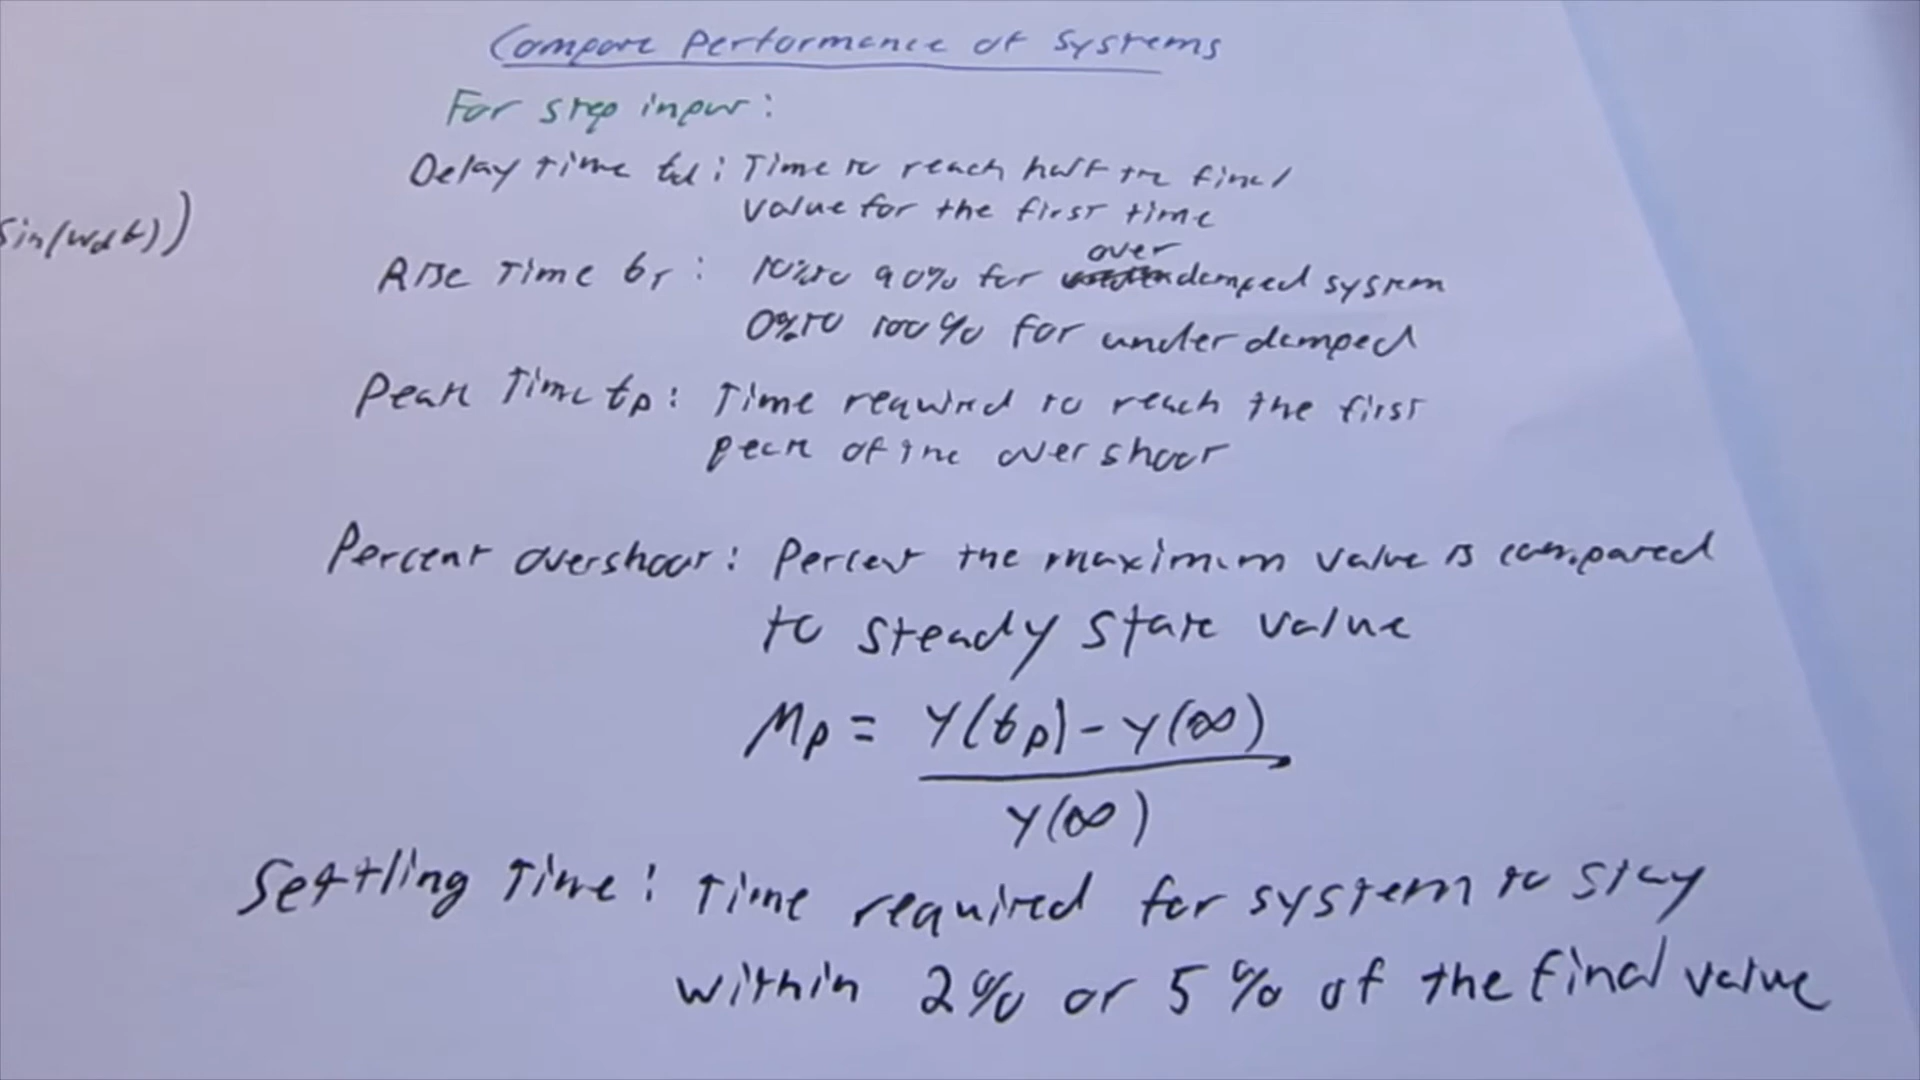 Compare Performance of Systems
For step input:
Delay Time td: Time to reach half the final
value for the first time
sin(wdt))
over
Rise Time tr: 10% to 90% for damped system
0% to 100% for underdamped
Peak Time tp: Time required to reach the first
peak of the overshoot
Percent overshoot: Percent the maximum value is compared
to steady state value
Mp = Y(tp) - Y(∞)
Y(∞)
Settling Time: Time required for system to stay
within 2% or 5% of the final value